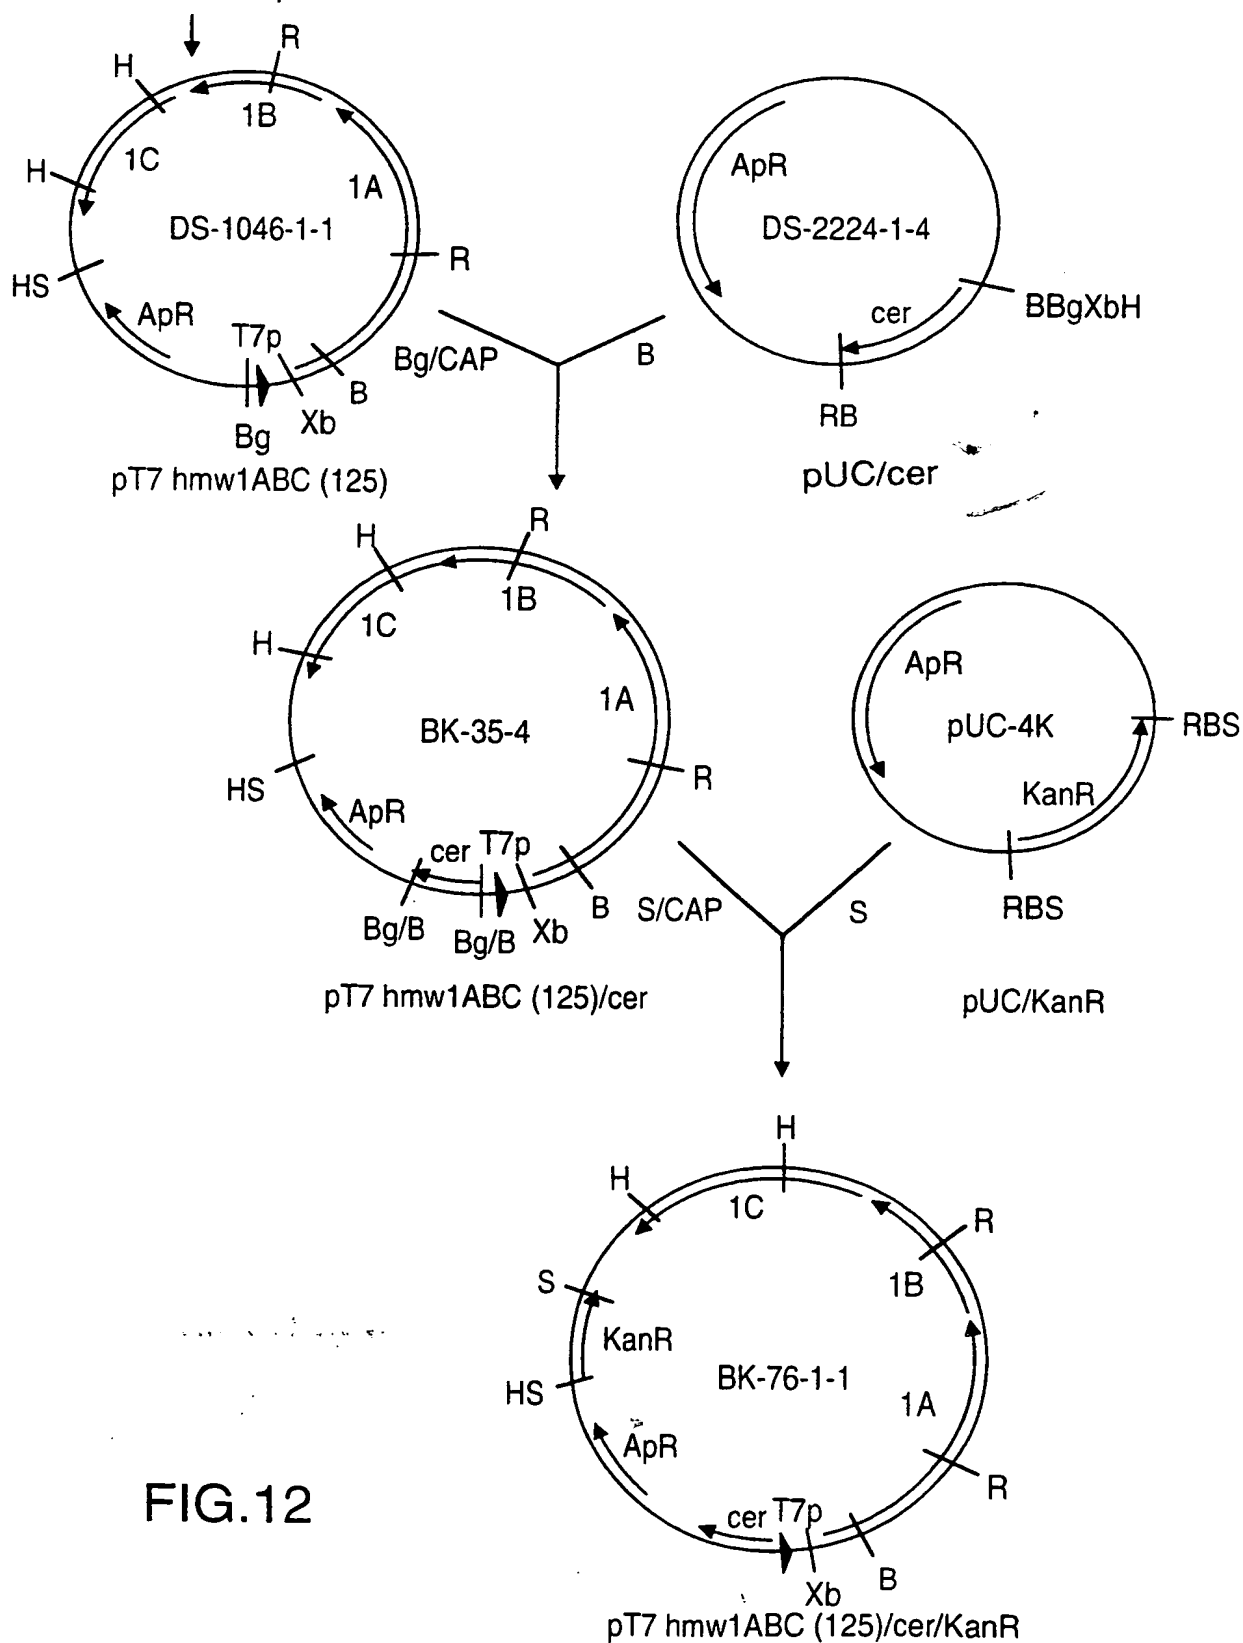 R
H
1B
1C
H
1A
DS-1046-1-1
R
HS
ApR
T7p
B
Xb
Bg
pT7 hmw1ABC (125)
ApR
DS-2224-1-4
cer
BBgXbH
RB
pUC/cer
Bg/CAP
B
R
H
1B
1C
H
1A
BK-35-4
R
HS
ApR
cer
T7p
B
Bg/B
Bg/B
Xb
pT7 hmw1ABC (125)/cer
ApR
pUC-4K
RBS
KanR
RBS
pUC/KanR
S/CAP
S
H
H
1C
R
1B
S
KanR
BK-76-1-1
HS
1A
ApR
R
cer
T7p
B
Xb
pT7 hmw1ABC (125)/cer/KanR
FIG.12